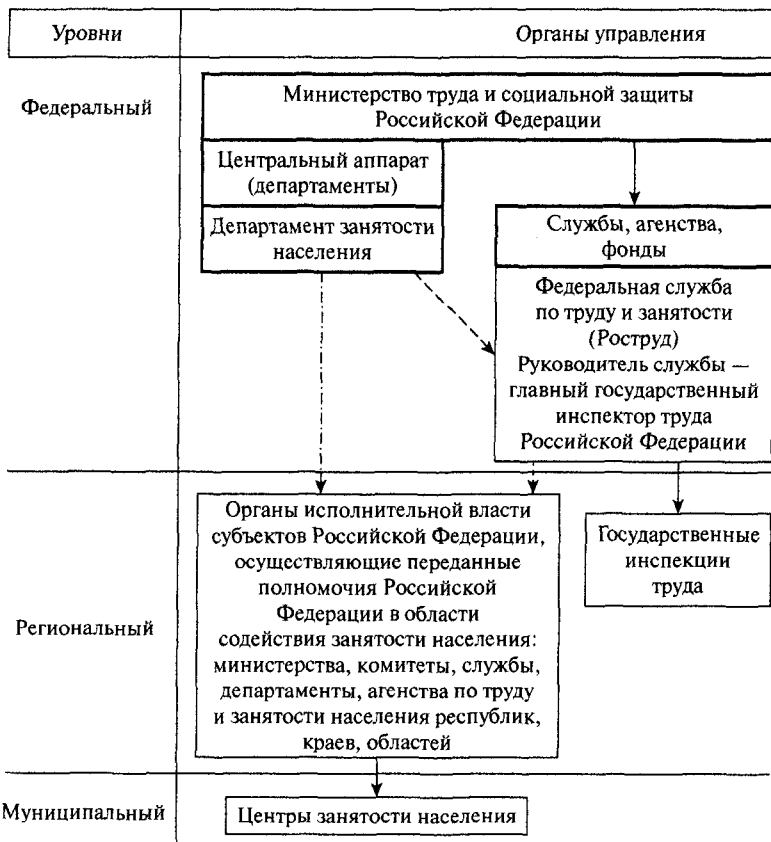 Уровни
Органы управления
Федеральный
Министерство труда и социальной защиты
Российской Федерации
Центральный аппарат
(департаменты)
Департамент занятости
населения
Службы, агенства,
фонды
Федеральная служба
по труду и занятости
(Роструд)
Руководитель службы —
главный государственный
инспектор труда
Российской Федерации
Региональный
Органы исполнительной власти
субъектов Российской Федерации,
осуществляющие переданные
полномочия Российской
Федерации в области
содействия занятости населения:
министерства, комитеты, службы,
департаменты, агенства по труду
и занятости населения республик,
краев, областей
Государственные
инспекции
труда
Муниципальный
Центры занятости населения